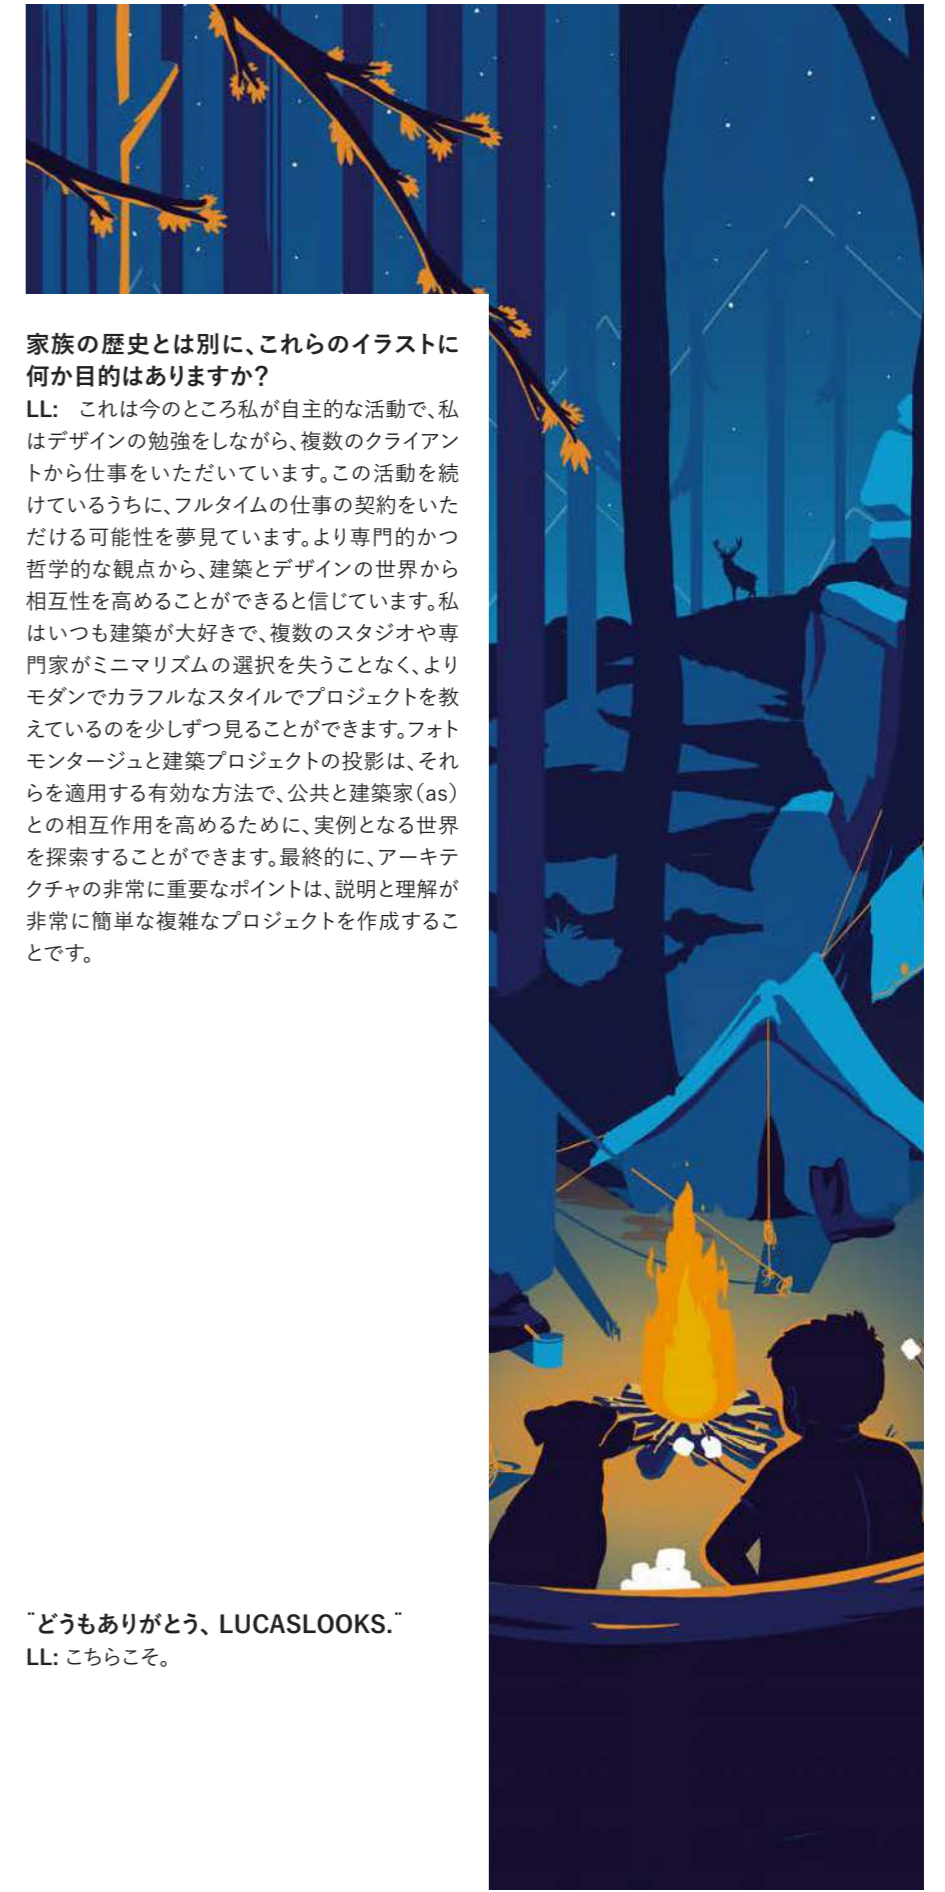 家族の歴史とは別に、これらのイラストに
何か目的はありますか?
LL: これは今のところ私が自主的な活動で、私
はデザインの勉強をしながら、複数のクライアン
トから仕事をいただいています。この活動を続
けているうちに、フルタイムの仕事の契約をいた
だける可能性を夢見ています。より専門的かつ
哲学的な観点から、建築とデザインの世界から
相互性を高めることができると信じています。私
はいつも建築が大好きで、複数のスタジオや専
門家がミニマリズムの選択を失うことなく、より
モダンでカラフルなスタイルでプロジェクトを教
えているのを少しずつ見ることができます。フォト
モンタージュと建築プロジェクトの投影は、それ
らを適用する有効な方法で、公共と建築家(as)
との相互作用を高めるために、実例となる世界
を探索することができます。最終的に、アーキテ
クチャの非常に重要なポイントは、説明と理解が
非常に簡単な複雑なプロジェクトを作成するこ
とです。
¨どうもありがとう、LUCASLOOKS.¨
LL: こちらこそ。